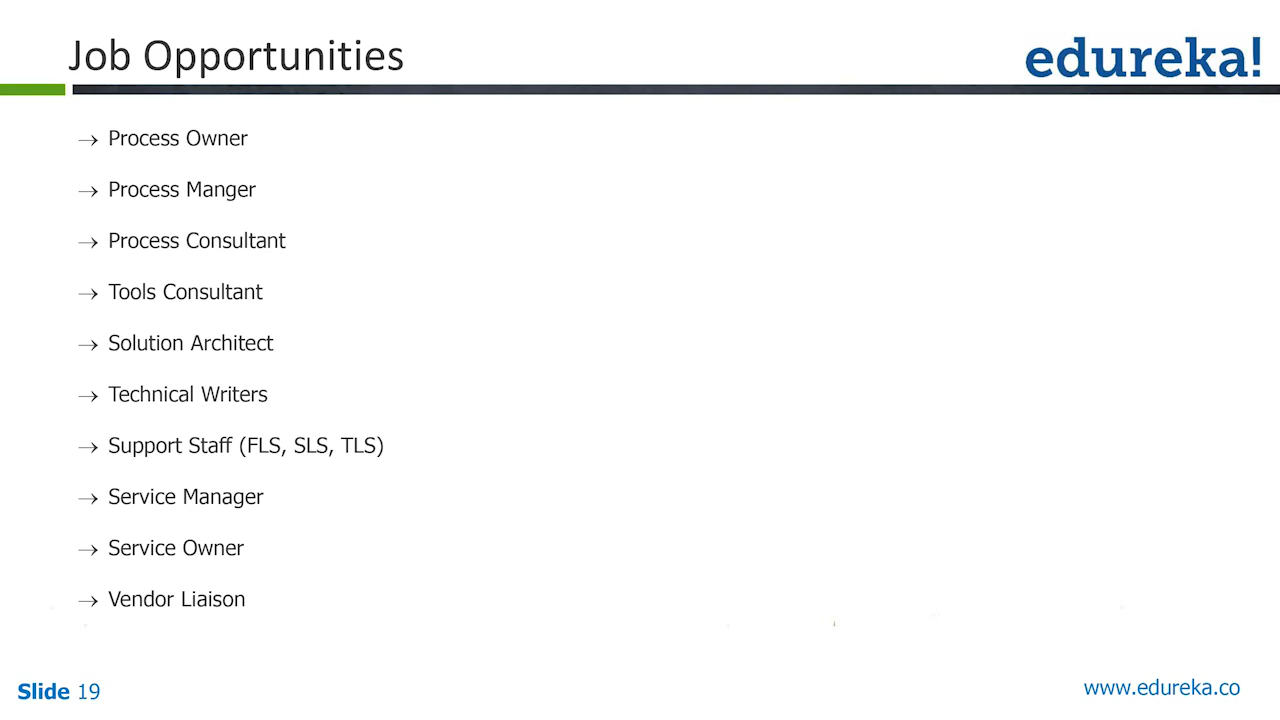 Job Opportunities
edureka!
→ Process Owner
→ Process Manger
→ Process Consultant
→ Tools Consultant
→ Solution Architect
→ Technical Writers
→ Support Staff (FLS, SLS, TLS)
→ Service Manager
→ Service Owner
→ Vendor Liaison
Slide 19
www.edureka.co